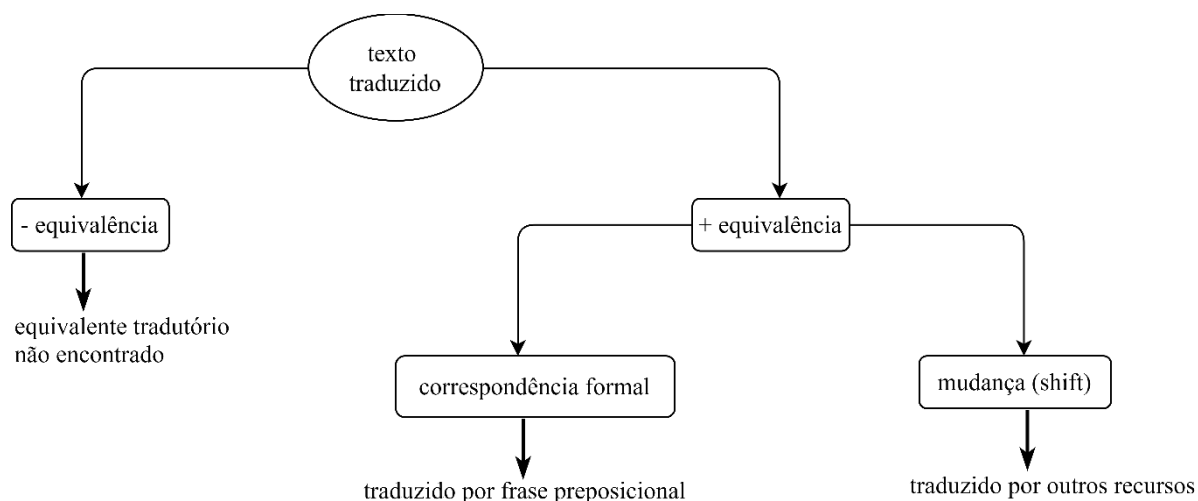 texto
traduzido
- equivalência
+ equivalência
equivalente tradutório
não encontrado
correspondência formal
mudança (shift)
traduzido por frase preposicional
traduzido por outros recursos